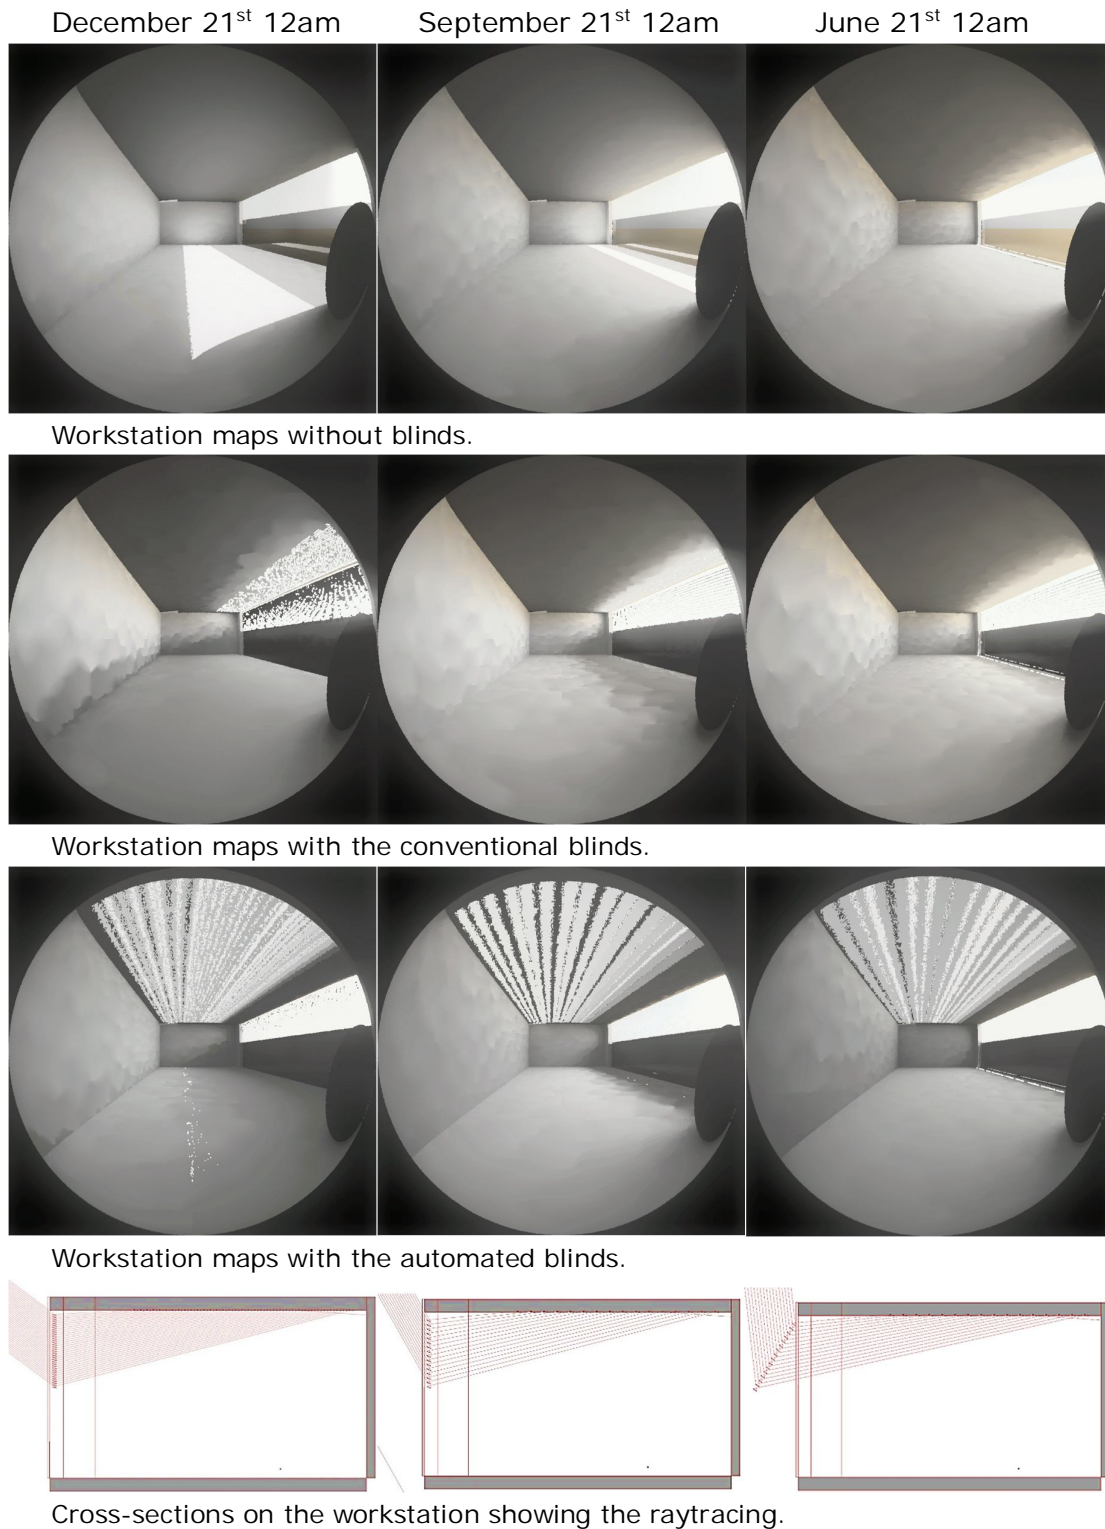 December 21st 12am
September 21st 12am
June 21st 12am
Workstation maps without blinds.
Workstation maps with the conventional blinds.
Workstation maps with the automated blinds.
Cross-sections on the workstation showing the raytracing.